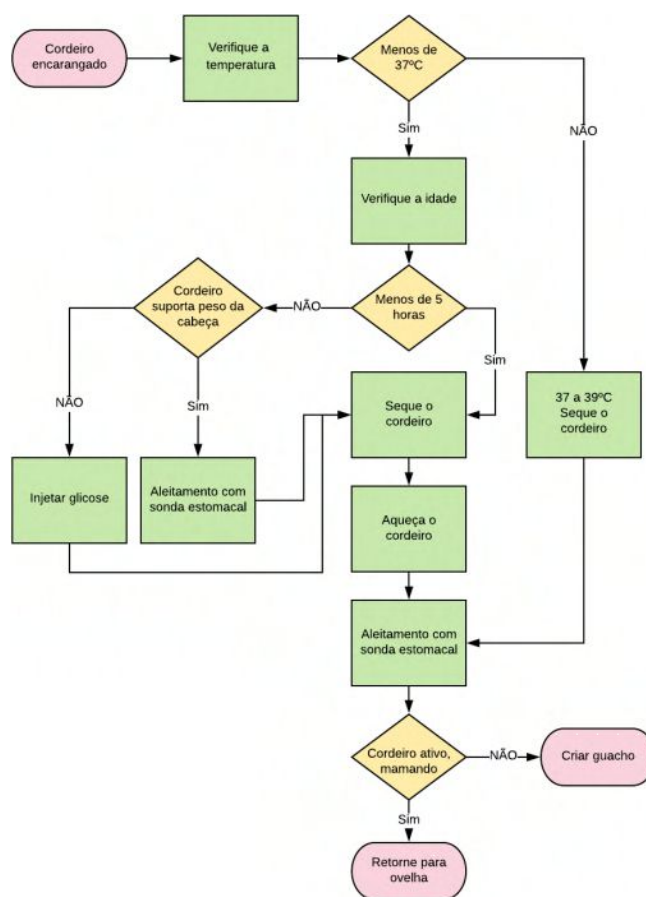 Cordeiro
encarangado
Verifique a
temperatura
Menos de
37ºC
Sim
NÃO
Verifique a idade
Cordeiro
suporta peso da
cabeça
NÃO
Menos de 5
horas
Sim
NÃO
Sim
Seque o
cordeiro
37 a 39ºC
Seque o
cordeiro
Injetar glicose
Aleitamento com
sonda estomacal
Aqueça o
cordeiro
Aleitamento com
sonda estomacal
Cordeiro ativo,
mamando
NÃO
Criar guacho
Sim
Retorne para
ovelha